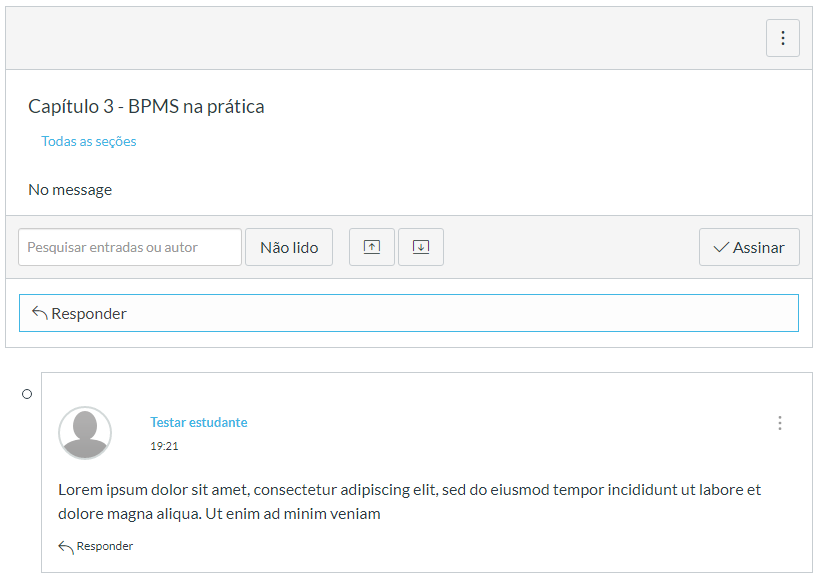 Capítulo 3 - BPMS na prática
Todas as seções
No message
Pesquisar entradas ou autor Não lido Assinar
Responder
Testar estudante
19:21
Lorem ipsum dolor sit amet, consectetur adipiscing elit, sed do eiusmod tempor incididunt ut labore et
dolore magna aliqua. Ut enim ad minim veniam
Responder